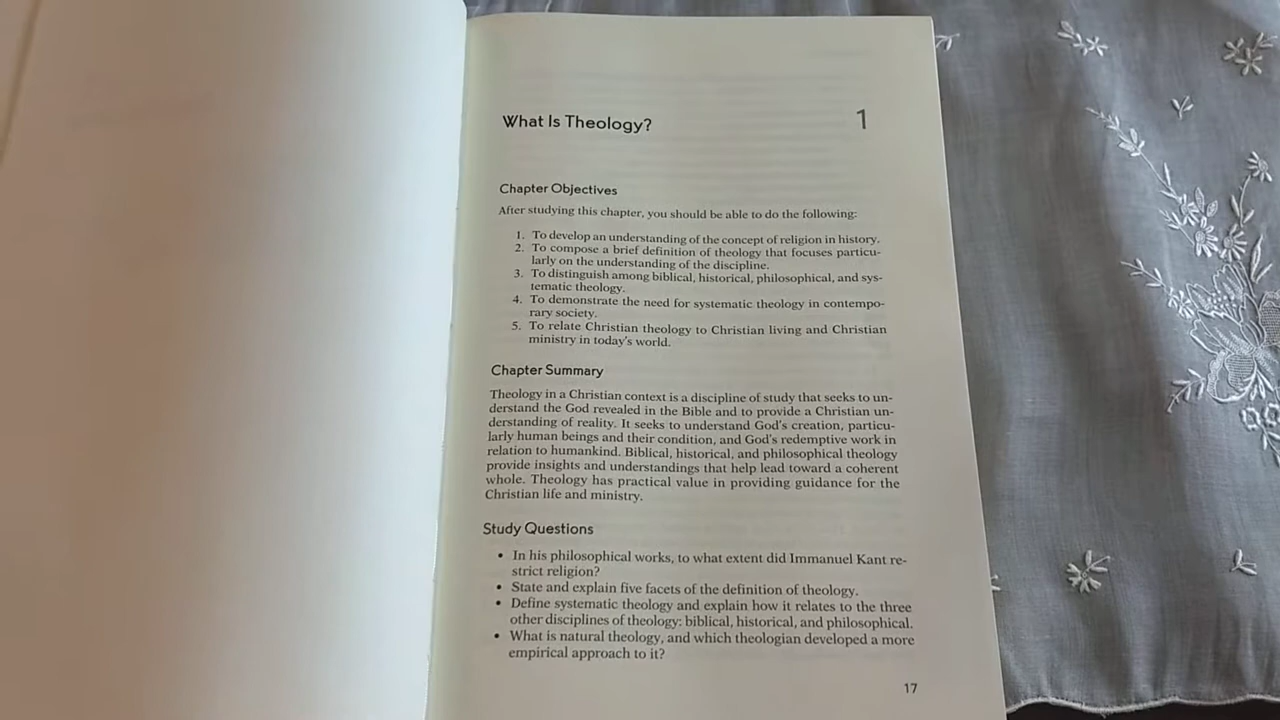 What Is Theology? 1
Chapter Objectives
After studying this chapter, you should be able to do the following:
1. To develop an understanding of the concept of religion in history.
2. To compose a brief definition of theology that focuses particu-
larly on the understanding of the discipline.
3. To distinguish among biblical, historical, philosophical, and sys-
tematic theology.
4. To demonstrate the need for systematic theology in contempo-
rary society.
5. To relate Christian theology to Christian living and Christian
ministry in today's world.
Chapter Summary
Theology in a Christian context is a discipline of study that seeks to un-
derstand the God revealed in the Bible and to provide a Christian un-
derstanding of reality. It seeks to understand God's creation, particu-
larly human beings and their condition, and God's redemptive work in
relation to humankind. Biblical, historical, and philosophical theology
provide insights and understandings that help lead toward a coherent
whole. Theology has practical value in providing guidance for the
Christian life and ministry.
Study Questions
• In his philosophical works, to what extent did Immanuel Kant re-
strict religion?
• State and explain five facets of the definition of theology.
• Define systematic theology and explain how it relates to the three
other disciplines of theology: biblical, historical, and philosophical.
• What is natural theology, and which theologian developed a more
empirical approach to it?
17